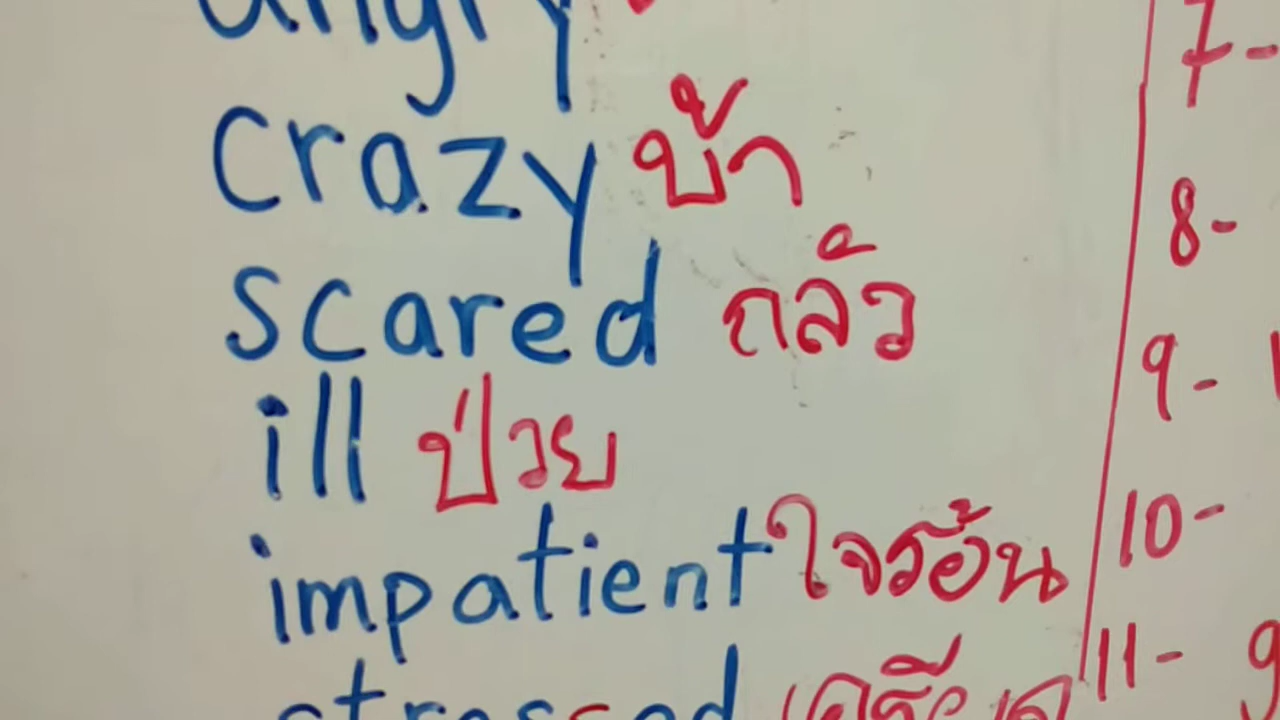 angry
crazy บ้า
scared กลัว
ill ป่วย
impatient ใจร้อน
stressed เครียด
7-
8-
9-
10-
11-